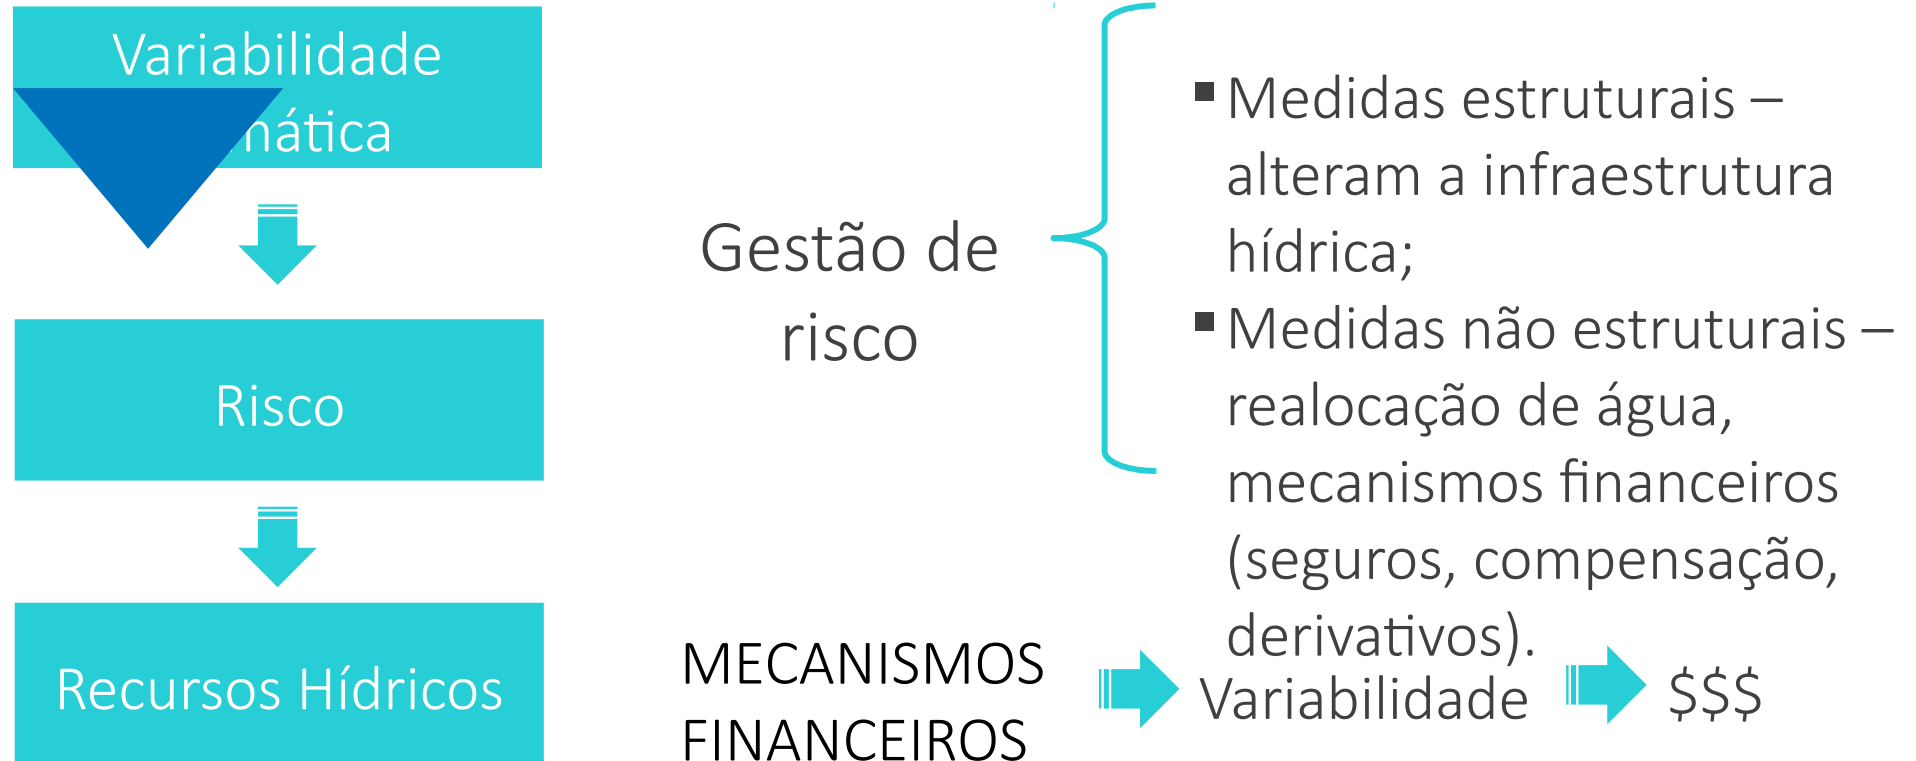 Variabilidade
mática
Risco
Recursos Hídricos
Gestão de
risco
▪ Medidas estruturais –
alteram a infraestrutura
hídrica;
▪ Medidas não estruturais –
realocação de água,
mecanismos financeiros
(seguros, compensação,
derivativos).
MECANISMOS
FINANCEIROS
Variabilidade
$$$